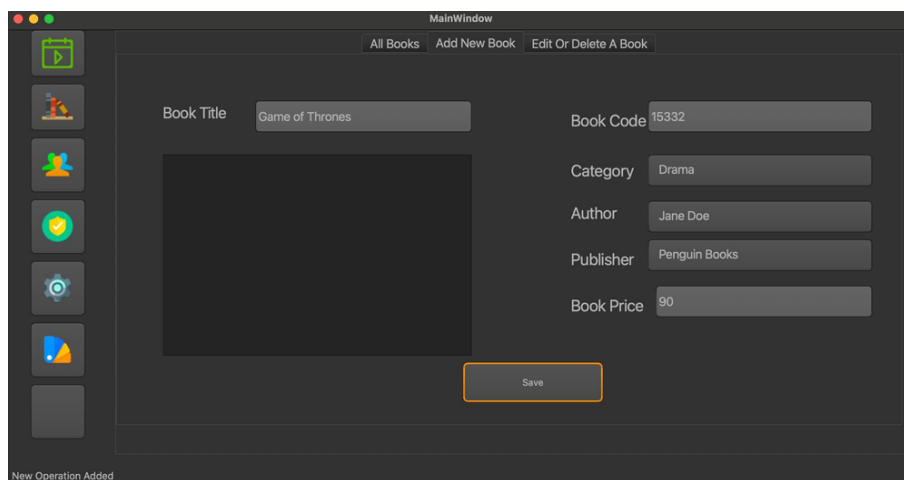 MainWindow
All Books Add New Book Edit Or Delete A Book
Book Title Game of Thrones
Book Code 15332
Category Drama
Author Jane Doe
Publisher Penguin Books
Book Price 90
Save
New Operation Added